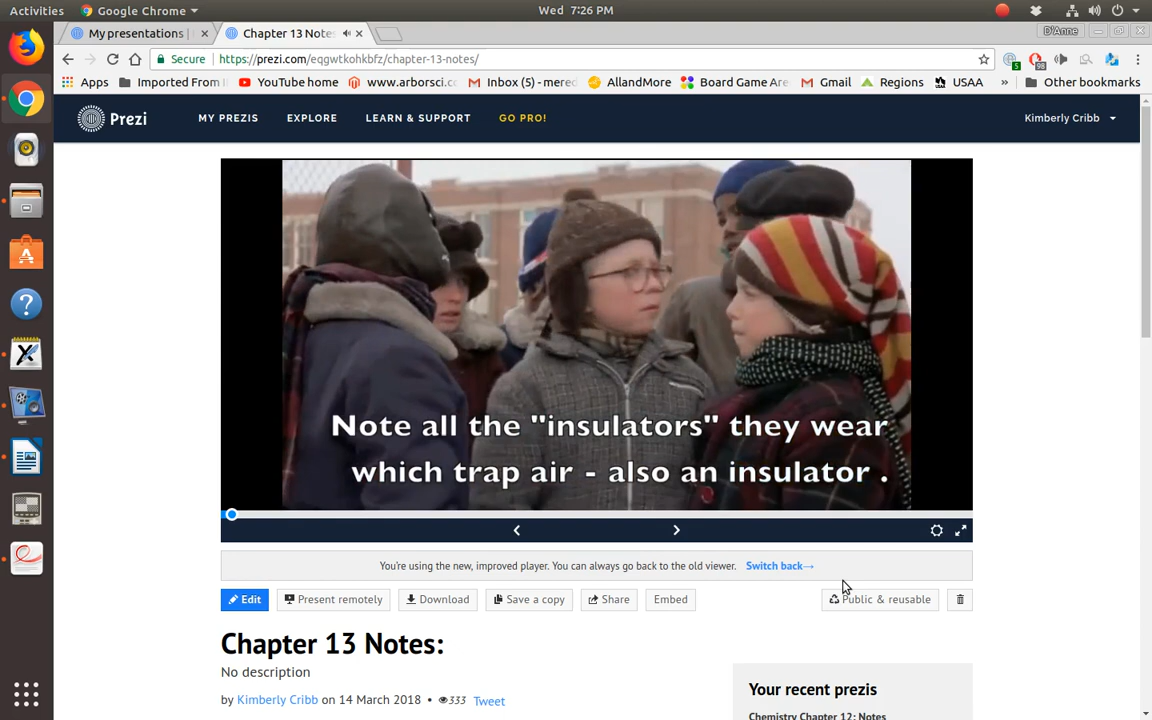 Activities Google Chrome Wed 7:26 PM
My presentations Chapter 13 Note D'Anne
Secure https://prezi.com/eqgwtkohkbfz/chapter-13-notes/ 5 98
Apps Imported From YouTube home www.arborsci.c Inbox (5) - mere AllandMore Board Game Are Gmail Regions USAA » Other bookmarks
Prezi MY PREZIS EXPLORE LEARN & SUPPORT GO PRO! Kimberly Cribb
Note all the "insulators" they wear
which trap air - also an insulator .
You're using the new, improved player. You can always go back to the old viewer. Switch back→
Edit Present remotely Download Save a copy Share Embed Public & reusable
Chapter 13 Notes:
No description
by Kimberly Cribb on 14 March 2018 • 333 Tweet
Your recent prezis
Chemistry Chapter 12: Notes